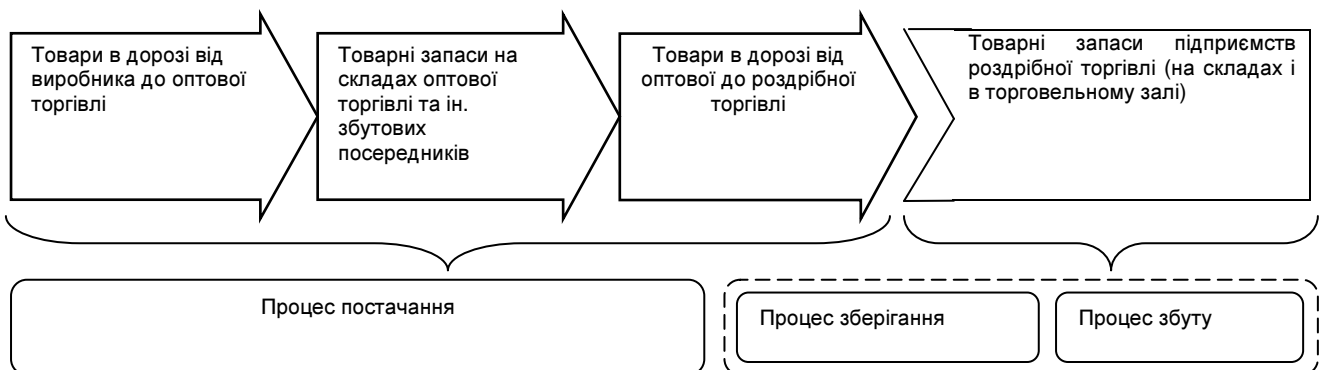 Товари в дорозі від
виробника до оптової
торгівлі
Товарні запаси на
складах оптової
торгівлі та ін.
збутових
посередників
Товари в дорозі від
оптової до роздрібної
торгівлі
Товарні запаси підприємств
роздрібної торгівлі (на складах і
в торговельному залі)
Процес постачання
Процес зберігання
Процес збуту